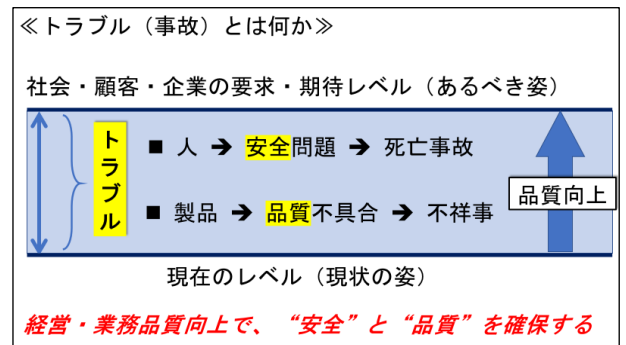 ≪トラブル（事故）とは何か≫
社会・顧客・企業の要求・期待レベル（あるべき姿）
トラブル
■ 人 ➔ 安全問題 ➔ 死亡事故
■ 製品 ➔ 品質不具合 ➔ 不祥事
品質向上
現在のレベル（現状の姿）
経営・業務品質向上で、“安全”と“品質”を確保する